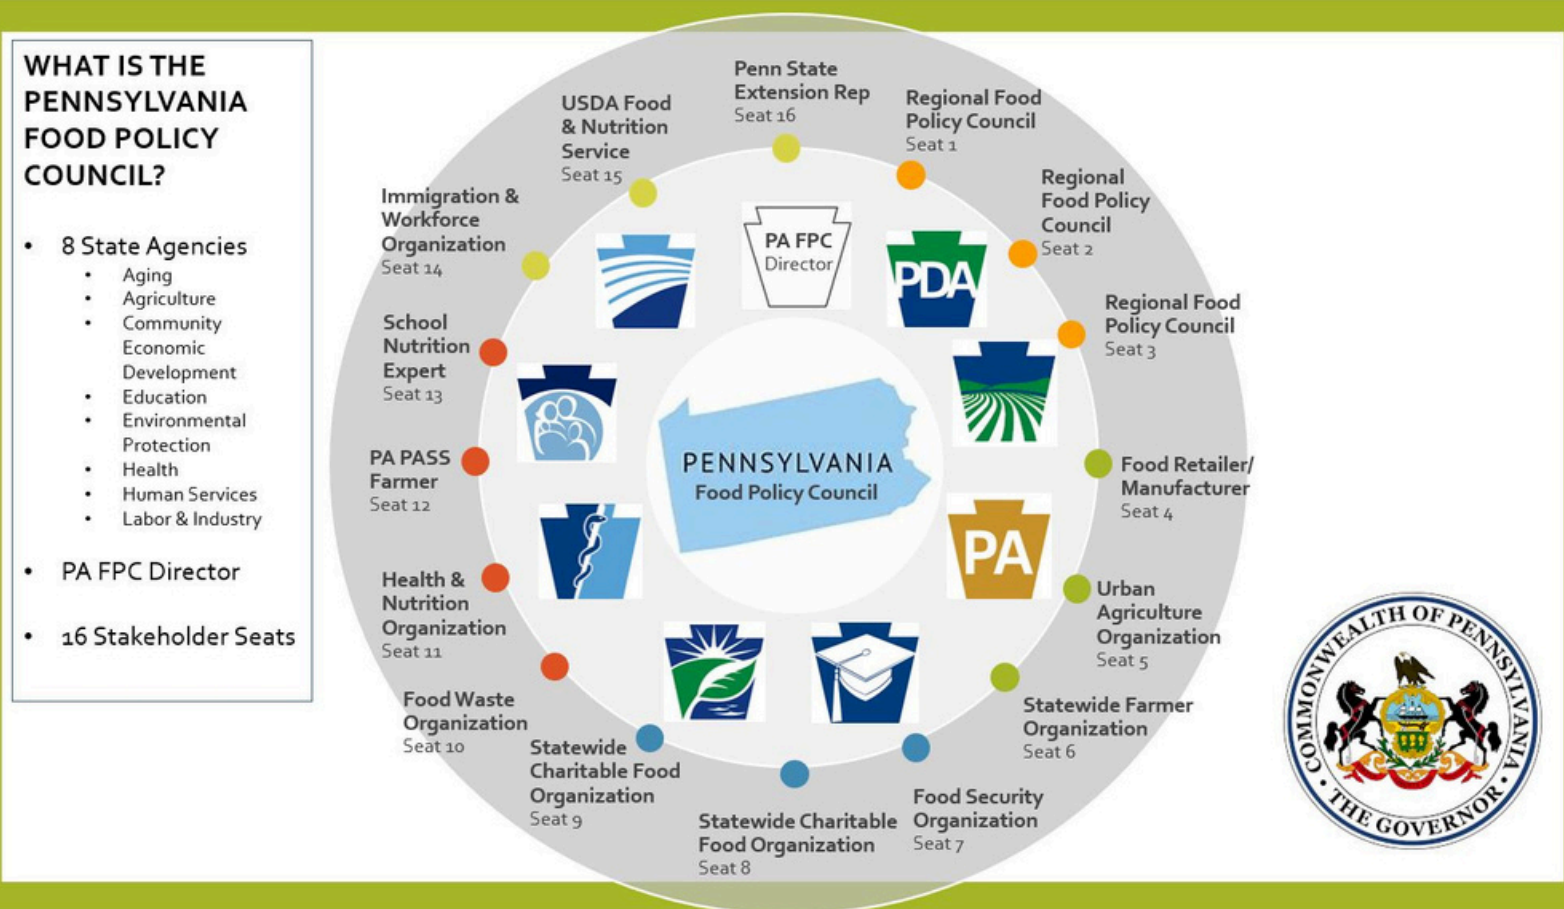 WHAT IS THE
PENNSYLVANIA
FOOD POLICY
COUNCIL?
• 8 State Agencies
• Aging
• Agriculture
• Community
Economic
Development
• Education
• Environmental
Protection
• Health
• Human Services
• Labor & Industry
• PA FPC Director
• 16 Stakeholder Seats
Penn State
Extension Rep
Seat 16
Regional Food
Policy Council
Seat 1
Regional
Food Policy
Council
Seat 2
Regional Food
Policy Council
Seat 3
Food Retailer/
Manufacturer
Seat 4
Urban
Agriculture
Organization
Seat 5
Statewide Farmer
Organization
Seat 6
Food Security
Organization
Seat 7
Statewide Charitable
Food Organization
Seat 8
Statewide
Charitable Food
Organization
Seat 9
Food Waste
Organization
Seat 10
Health &
Nutrition
Organization
Seat 11
PA PASS
Farmer
Seat 12
School
Nutrition
Expert
Seat 13
Immigration &
Workforce
Organization
Seat 14
USDA Food
& Nutrition
Service
Seat 15
PA FPC
Director
PDA
PA
PENNSYLVANIA
Food Policy Council
COMMONWEALTH OF PENNSYLVANIA
• THE GOVERNOR •